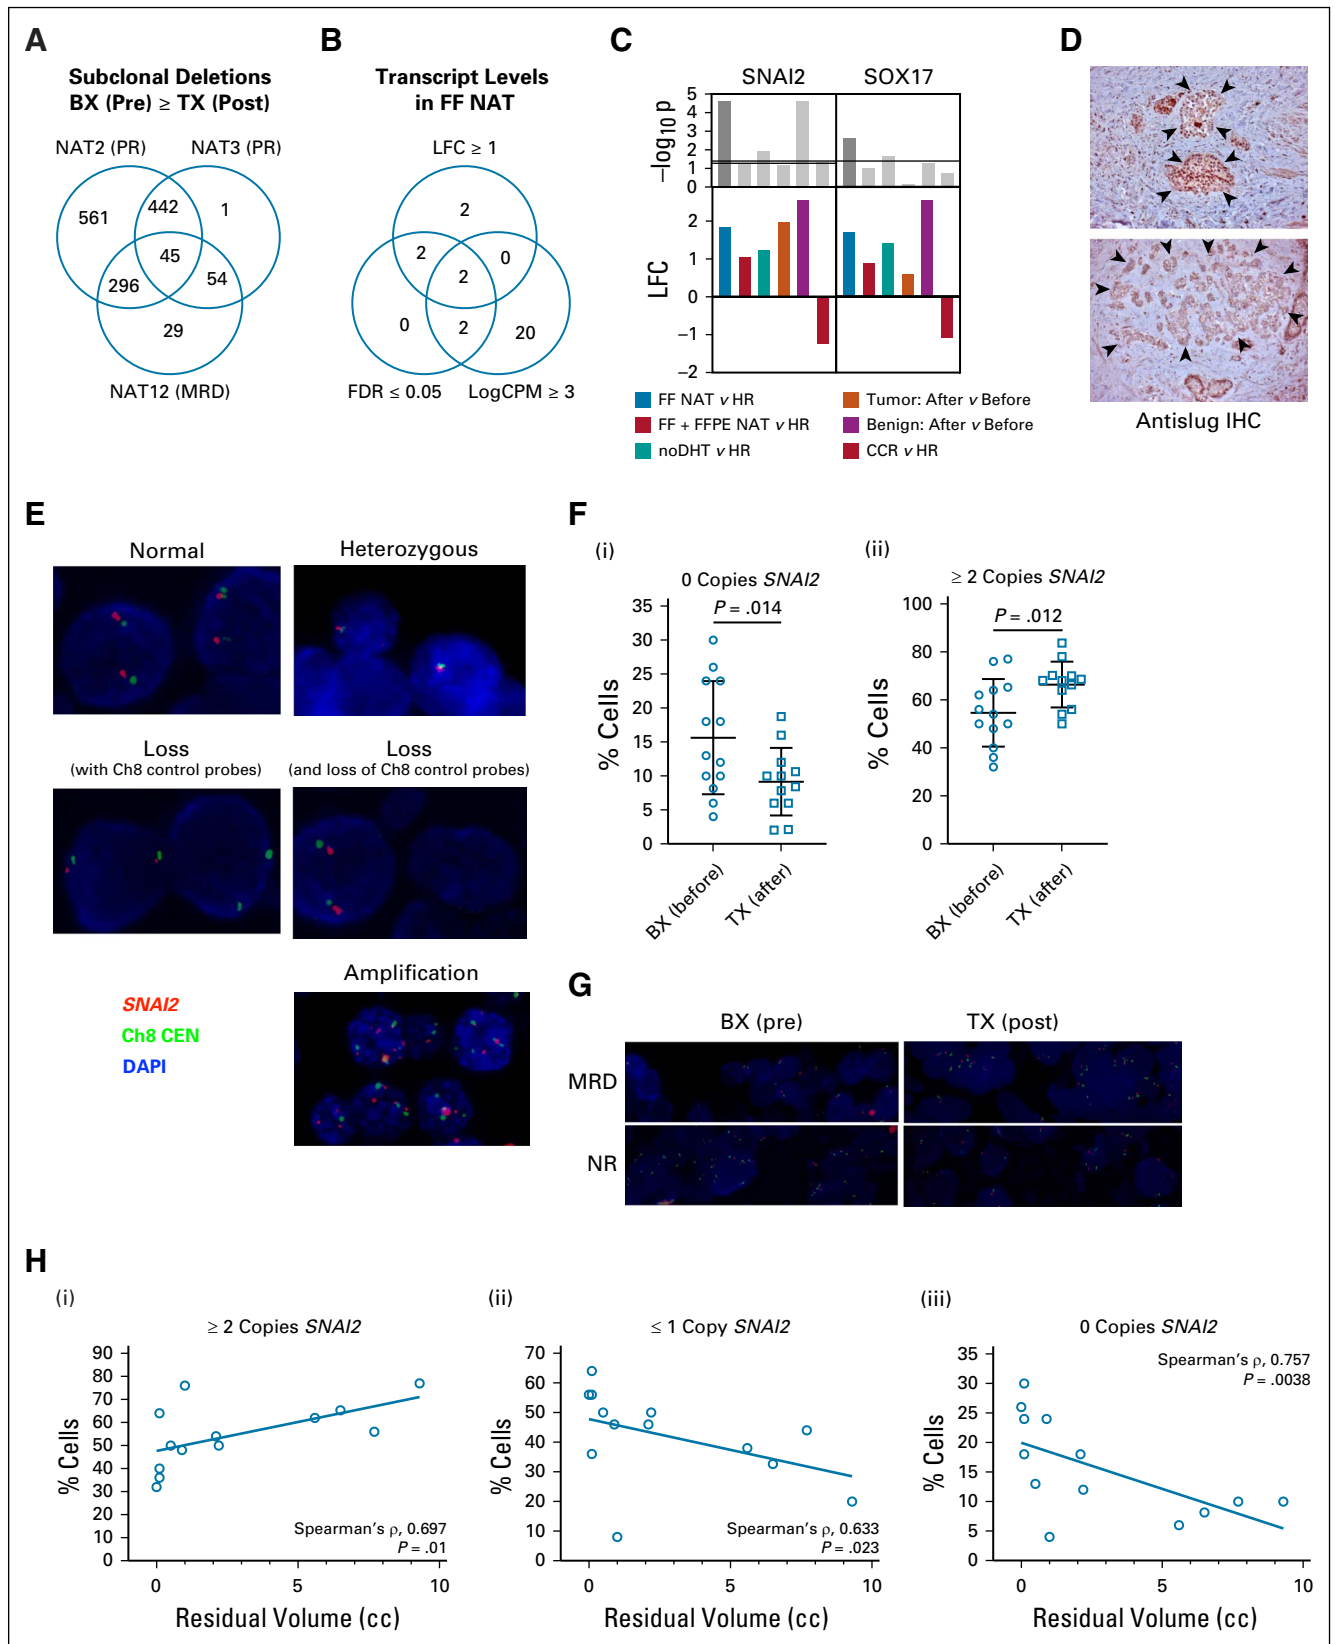 A
Subclonal Deletions
BX (Pre) ≥ TX (Post)
NAT2 (PR)
NAT3 (PR)
561
442
1
45
296
54
29
NAT12 (MRD)
B
Transcript Levels
in FF NAT
LFC ≥ 1
2
2
0
2
0
2
20
FDR ≤ 0.05
LogCPM ≥ 3
C
SNAI2
SOX17
–log10 p
5
4
3
2
1
0
LFC
2
1
0
–1
–2
FF NAT v HR
FF + FFPE NAT v HR
noDHT v HR
Tumor: After v Before
Benign: After v Before
CCR v HR
D
Antislug IHC
E
Normal
Heterozygous
Loss
(with Ch8 control probes)
Loss
(and loss of Ch8 control probes)
Amplification
SNAI2
Ch8 CEN
DAPI
F
(i)
0 Copies SNAI2
P = .014
% Cells
35
30
25
20
15
10
5
0
BX (before)
TX (after)
(ii)
≥ 2 Copies SNAI2
P = .012
% Cells
100
80
60
40
20
0
BX (before)
TX (after)
G
BX (pre)
TX (post)
MRD
NR
H
(i)
≥ 2 Copies SNAI2
% Cells
90
80
70
60
50
40
30
20
10
0
Spearman's ρ, 0.697
P = .01
0
5
10
Residual Volume (cc)
(ii)
≤ 1 Copy SNAI2
% Cells
70
60
50
40
30
20
10
0
Spearman's ρ, 0.633
P = .023
0
5
10
Residual Volume (cc)
(iii)
0 Copies SNAI2
Spearman's ρ, 0.757
P = .0038
% Cells
35
30
25
20
15
10
5
0
0
5
10
Residual Volume (cc)